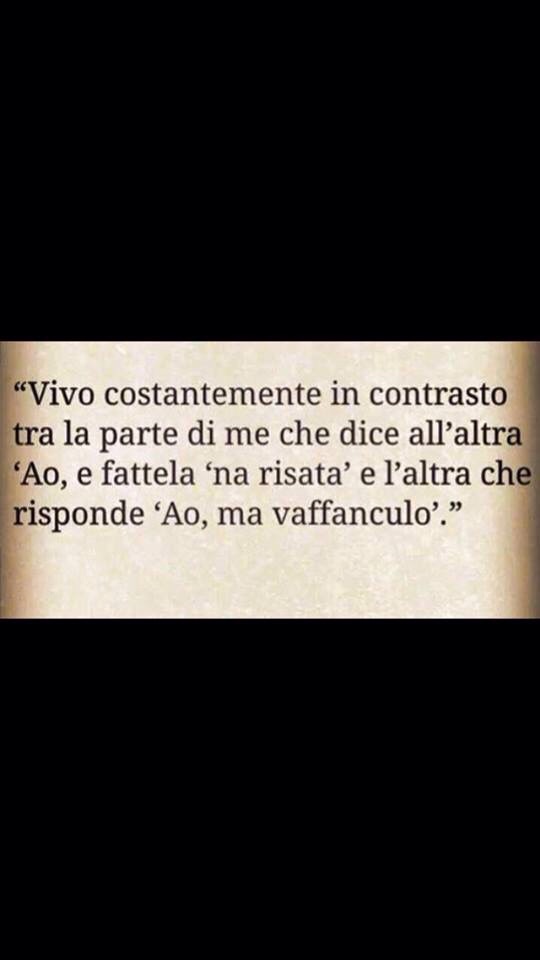 “Vivo costantemente in contrasto
tra la parte di me che dice all’altra
‘Ao, e fattela ‘na risata’ e l’altra che
risponde ‘Ao, ma vaffanculo’.”